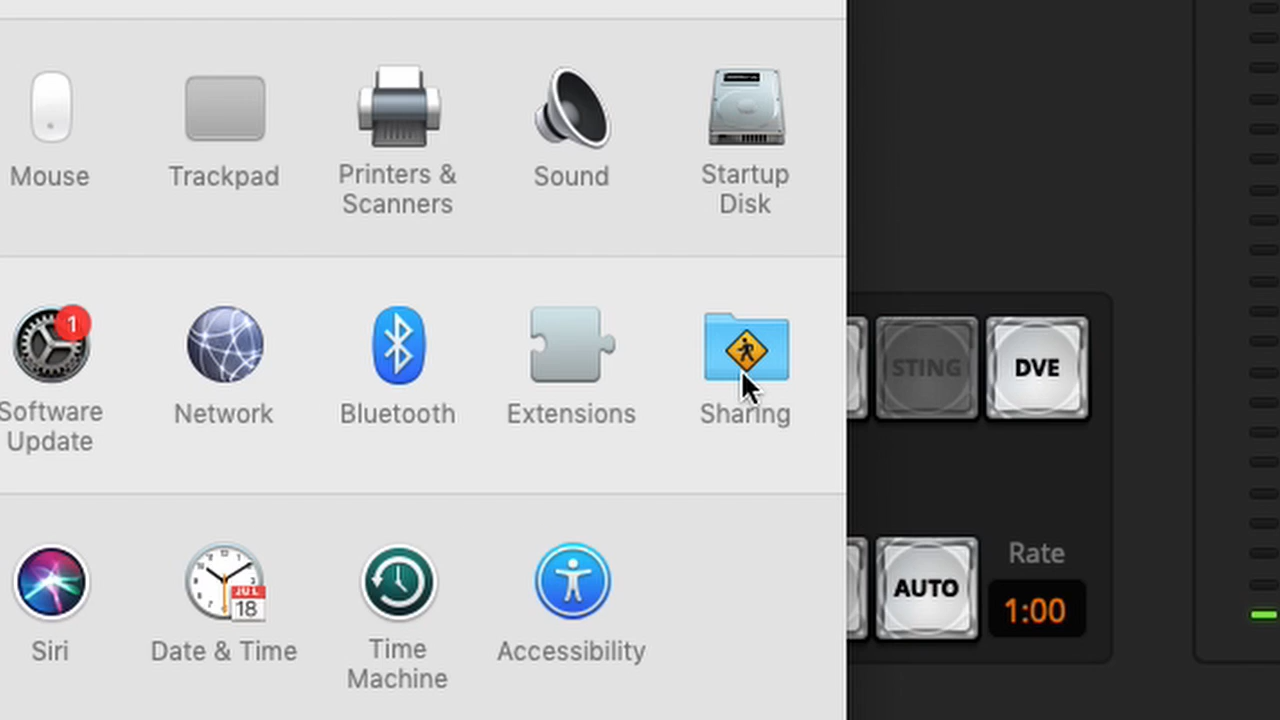 Mouse
Trackpad
Printers &
Scanners
Sound
Startup
Disk
1
Software
Update
Network
Bluetooth
Extensions
Sharing
STING
DVE
JUL
18
Siri
Date & Time
Time
Machine
Accessibility
AUTO
Rate
1:00